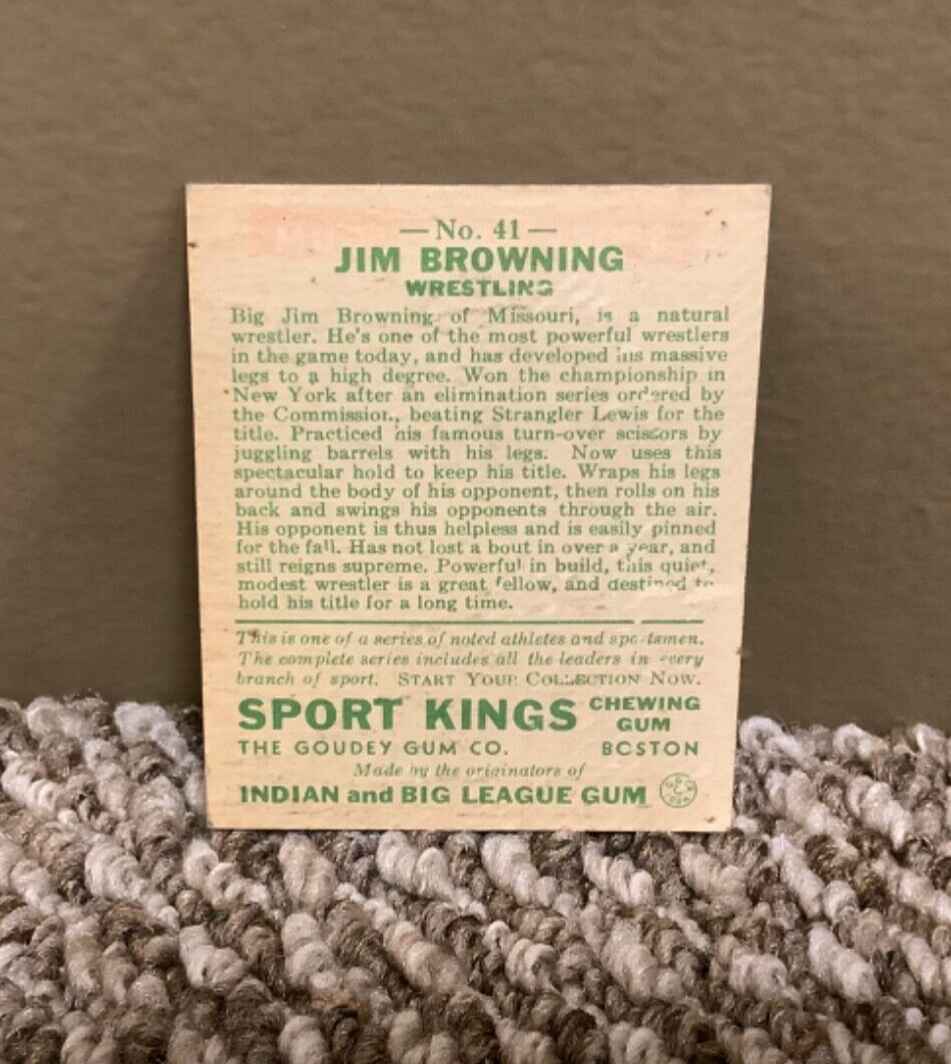 — No. 41 —
JIM BROWNING
WRESTLING
Big Jim Browning of Missouri, is a natural
wrestler. He's one of the most powerful wrestlers
in the game today, and has developed his massive
legs to a high degree. Won the championship in
New York after an elimination series ordered by
the Commission, beating Strangler Lewis for the
title. Practiced his famous turn-over scissors by
juggling barrels with his legs. Now uses this
spectacular hold to keep his title. Wraps his legs
around the body of his opponent, then rolls on his
back and swings his opponents through the air.
His opponent is thus helpless and is easily pinned
for the fall. Has not lost a bout in over a year, and
still reigns supreme. Powerful in build, this quiet,
modest wrestler is a great fellow, and destined to
hold his title for a long time.
This is one of a series of noted athletes and sportsmen.
The complete series includes all the leaders in every
branch of sport. START YOUR COLLECTION NOW.
SPORT KINGS CHEWING GUM
THE GOUDEY GUM CO. BOSTON
Made by the originators of
INDIAN and BIG LEAGUE GUM